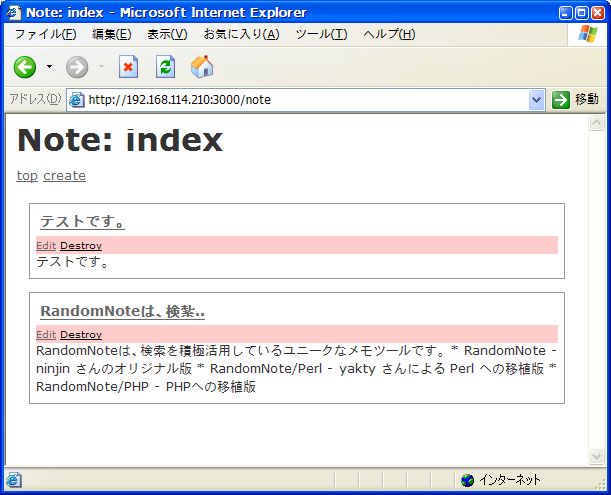 Note: index - Microsoft Internet Explorer
ファイル(F) 編集(E) 表示(V) お気に入り(A) ツール(T) ヘルプ(H)
アドレス(D) http://192.168.114.210:3000/note 移動
Note: index
top create
テストです。
Edit Destroy
テストです。
RandomNoteは、検索..
Edit Destroy
RandomNoteは、検索を積極活用しているユニークなメモツールです。 * RandomNote -
ninjin さんのオリジナル版 * RandomNote/Perl - yakty さんによる Perl への移植版 *
RandomNote/PHP - PHPへの移植版
インターネット